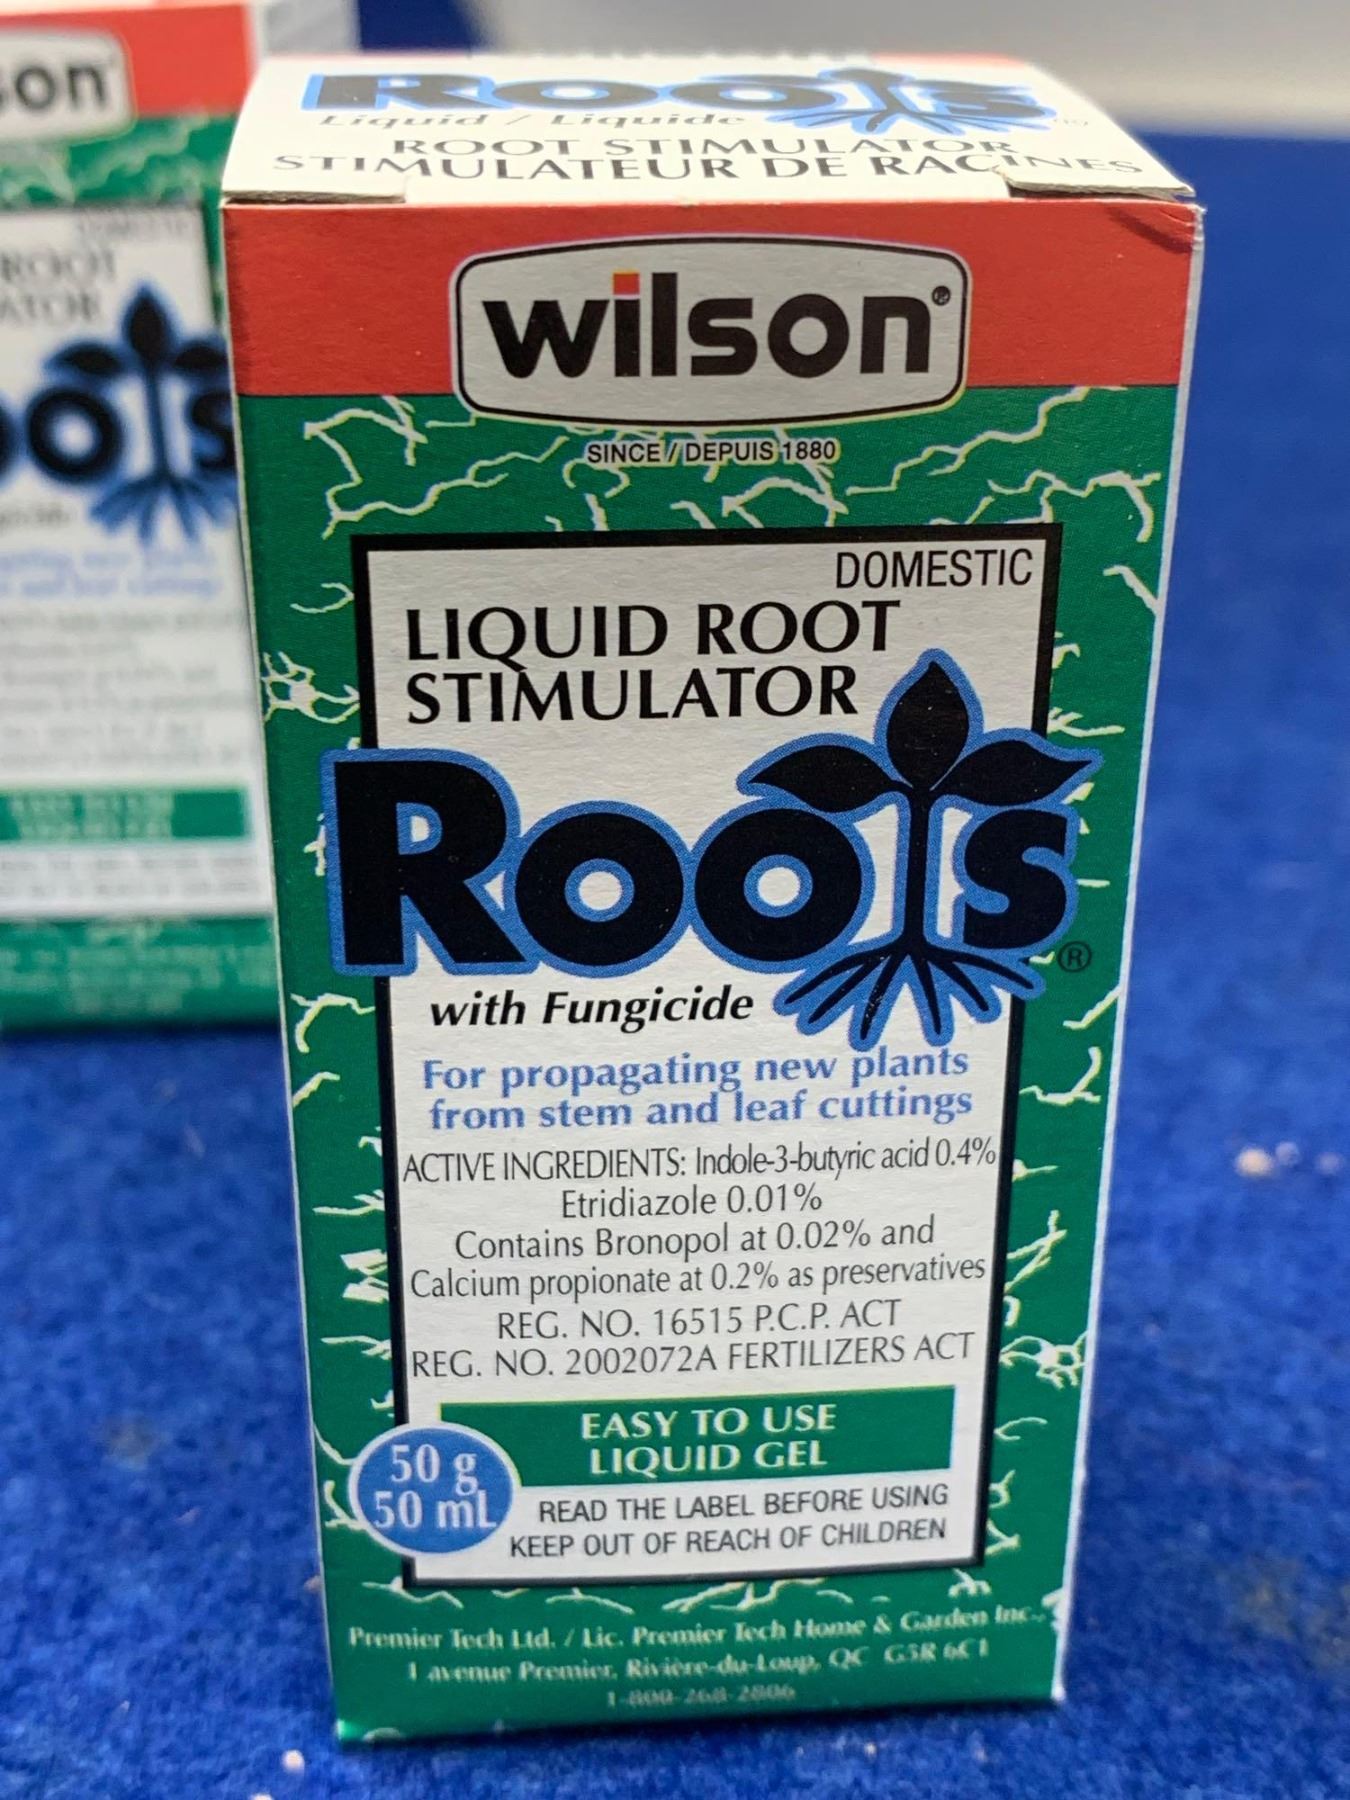 Roots
Liquid / Liquide
ROOT STIMULATOR
STIMULATEUR DE RACINES
wilson®
SINCE / DEPUIS 1880
DOMESTIC
LIQUID ROOT
STIMULATOR
Roots®
with Fungicide
For propagating new plants
from stem and leaf cuttings
ACTIVE INGREDIENTS: Indole-3-butyric acid 0.4%
Etridiazole 0.01%
Contains Bronopol at 0.02% and
Calcium propionate at 0.2% as preservatives
REG. NO. 16515 P.C.P. ACT
REG. NO. 2002072A FERTILIZERS ACT
EASY TO USE
LIQUID GEL
50 g
50 mL
READ THE LABEL BEFORE USING
KEEP OUT OF REACH OF CHILDREN
Premier Tech Ltd. / Lic. Premier Tech Home & Garden Inc.,
1 avenue Premier, Rivière-du-Loup, QC G5R 6C1
1-800-268-2806
son
ROOT
oots